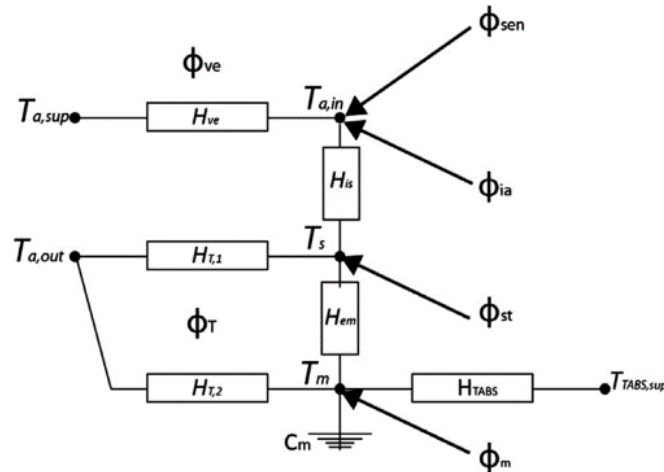 ϕsen
ϕve
Ta,sup
Hve
Ta,in
His
ϕia
Ta,out
HT,1
Ts
ϕst
ϕT
Hem
HT,2
Tm
HTABS
TTABS,sup
Cm
ϕm